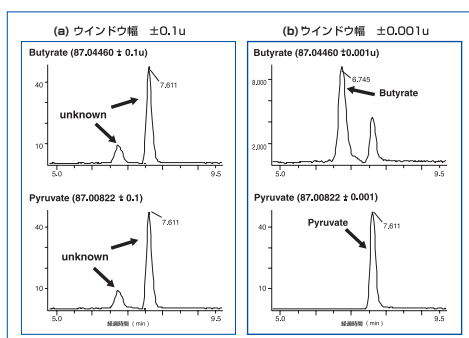 (a) ウインドウ幅 ±0.1u
Butyrate (87.04460 ± 0.1u)
40
10
7,611
unknown
5.0
9.5
Pyruvate (87.00822 ± 0.1)
40
10
7,611
unknown
5.0
9.5
経過時間 (min)
(b) ウインドウ幅 ±0.001u
Butyrate (87.04460 ±0.001u)
8,000
2,000
6,745
Butyrate
5.0
9.5
Pyruvate (87.00822 ± 0.001)
40
10
7,611
Pyruvate
5.0
9.5
経過時間 (min)